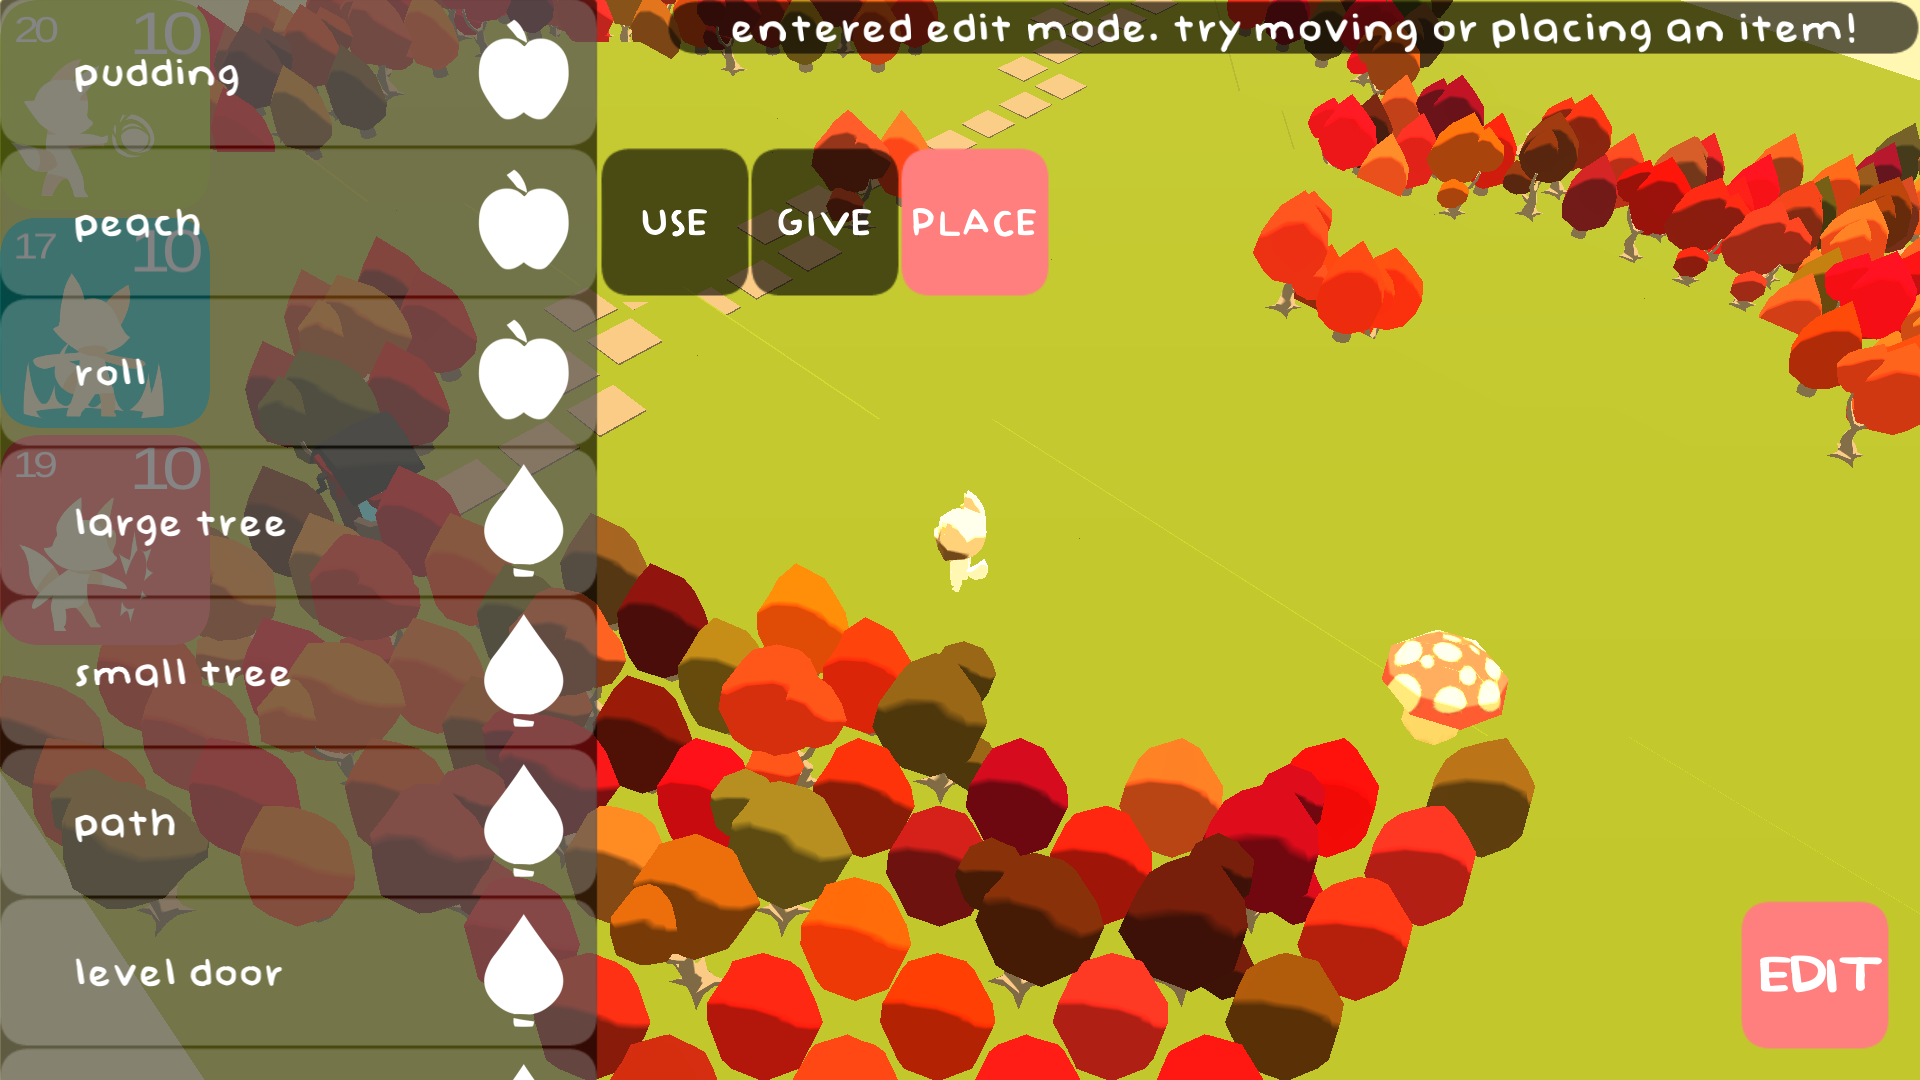 entered edit mode. try moving or placing an item!
20 10
pudding
peach
17 10
roll
19 10
large tree
small tree
path
level door
USE
GIVE
PLACE
EDIT